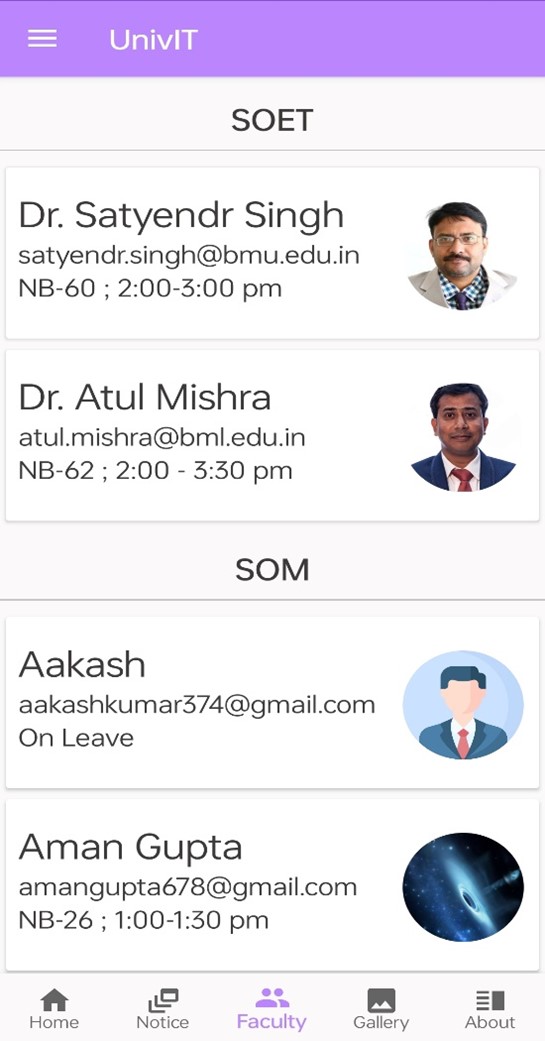 UnivIT
SOET
Dr. Satyendr Singh
satyendr.singh@bmu.edu.in
NB-60 ; 2:00-3:00 pm
Dr. Atul Mishra
atul.mishra@bml.edu.in
NB-62 ; 2:00 - 3:30 pm
SOM
Aakash
aakashkumar374@gmail.com
On Leave
Aman Gupta
amangupta678@gmail.com
NB-26 ; 1:00-1:30 pm
Home
Notice
Faculty
Gallery
About